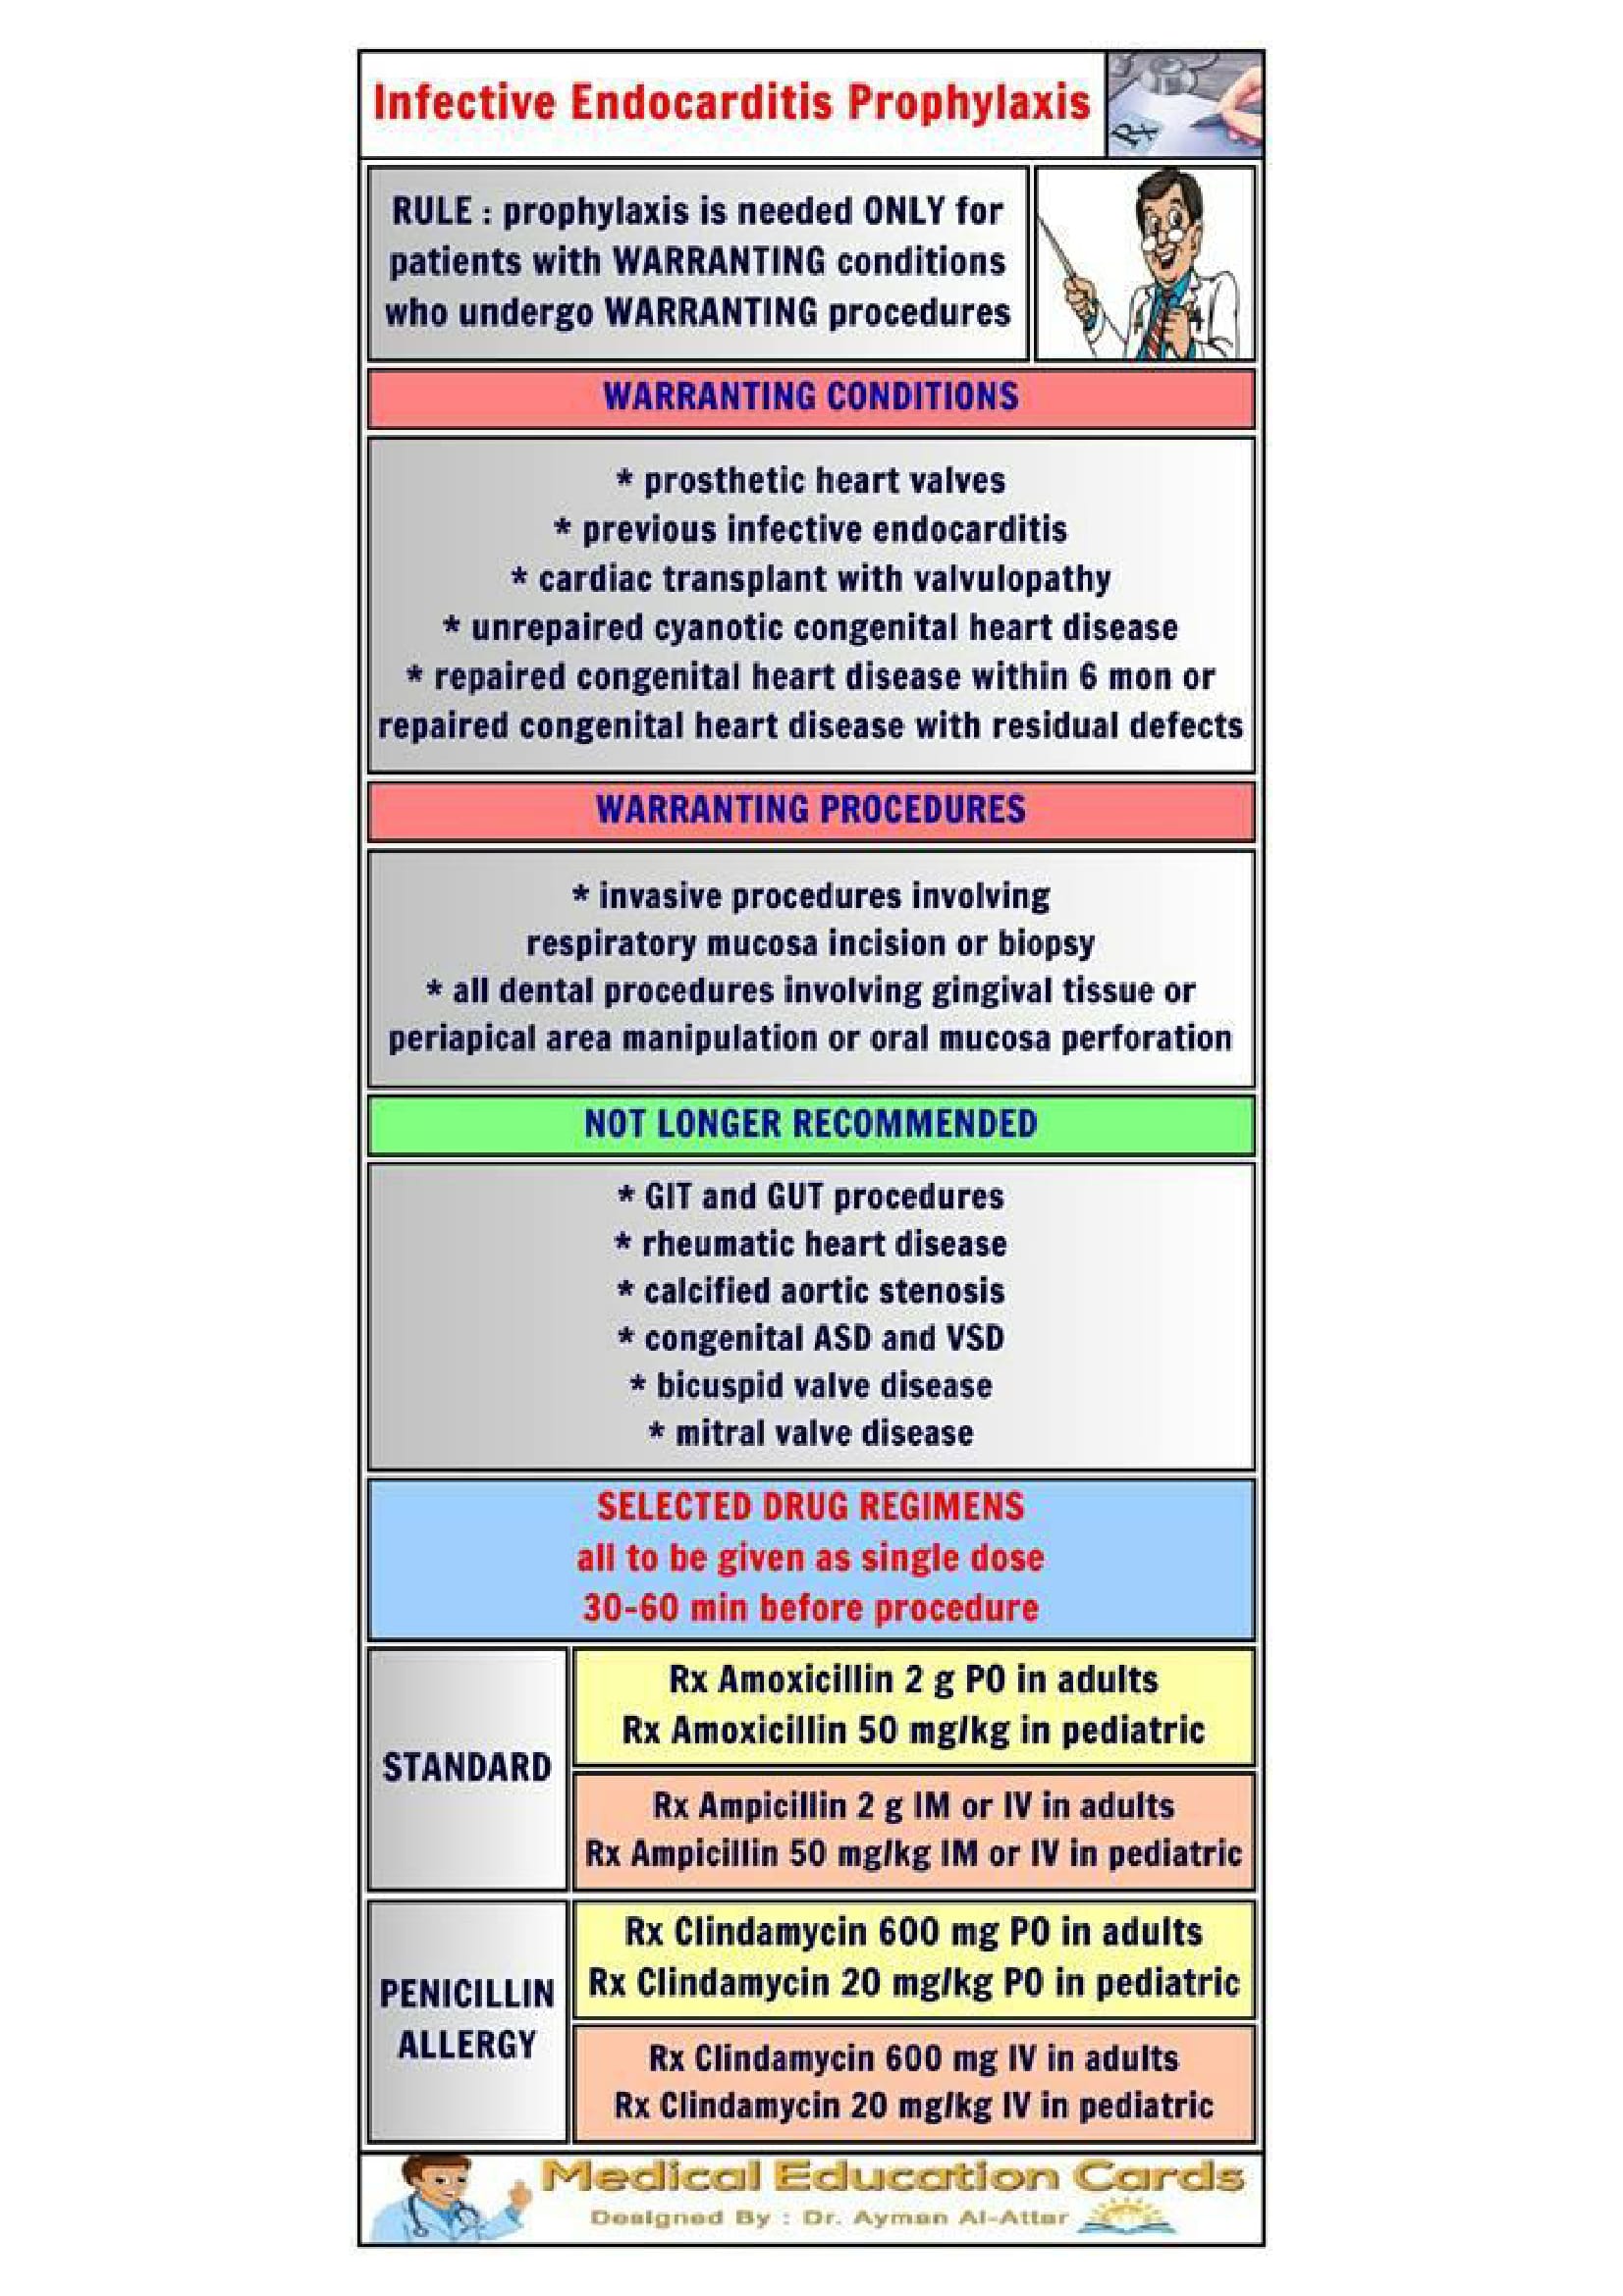 Infective Endocarditis Prophylaxis
Rx
RULE : prophylaxis is needed ONLY for
patients with WARRANTING conditions
who undergo WARRANTING procedures
WARRANTING CONDITIONS
* prosthetic heart valves
* previous infective endocarditis
* cardiac transplant with valvulopathy
* unrepaired cyanotic congenital heart disease
* repaired congenital heart disease within 6 mon or
repaired congenital heart disease with residual defects
WARRANTING PROCEDURES
* invasive procedures involving
respiratory mucosa incision or biopsy
* all dental procedures involving gingival tissue or
periapical area manipulation or oral mucosa perforation
NOT LONGER RECOMMENDED
* GIT and GUT procedures
* rheumatic heart disease
* calcified aortic stenosis
* congenital ASD and VSD
* bicuspid valve disease
* mitral valve disease
SELECTED DRUG REGIMENS
all to be given as single dose
30-60 min before procedure
STANDARD
Rx Amoxicillin 2 g PO in adults
Rx Amoxicillin 50 mg/kg in pediatric
Rx Ampicillin 2 g IM or IV in adults
Rx Ampicillin 50 mg/kg IM or IV in pediatric
PENICILLIN
ALLERGY
Rx Clindamycin 600 mg PO in adults
Rx Clindamycin 20 mg/kg PO in pediatric
Rx Clindamycin 600 mg IV in adults
Rx Clindamycin 20 mg/kg IV in pediatric
Medical Education Cards
Designed By : Dr. Ayman Al-Attar